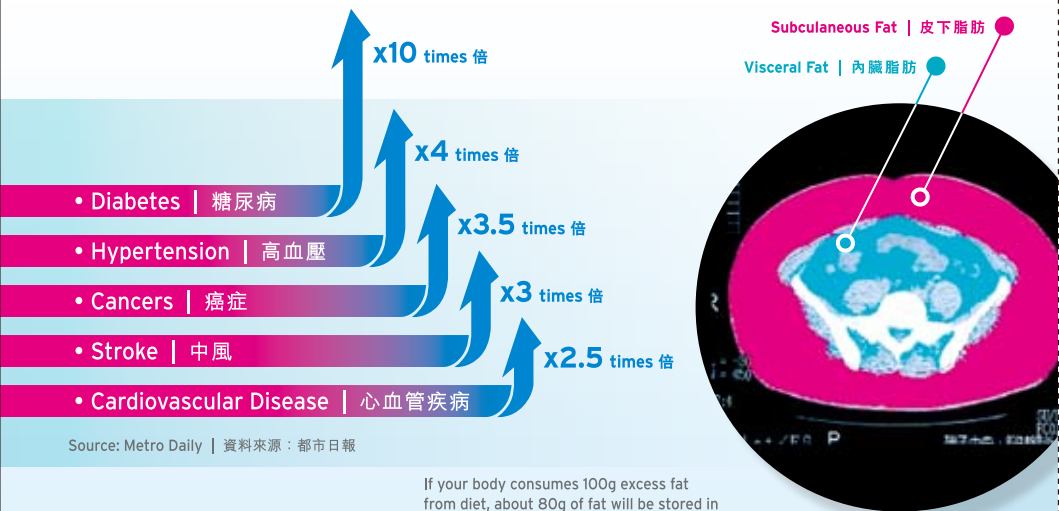 x10 times 倍
Subculaneous Fat | 皮下脂肪
Visceral Fat | 內臟脂肪
x4 times 倍
• Diabetes | 糖尿病
x3.5 times 倍
• Hypertension | 高血壓
x3 times 倍
• Cancers | 癌症
• Stroke | 中風
x2.5 times 倍
• Cardiovascular Disease | 心血管疾病
Source: Metro Daily | 資料來源：都市日報
R
P
If your body consumes 100g excess fat
from diet, about 80g of fat will be stored in